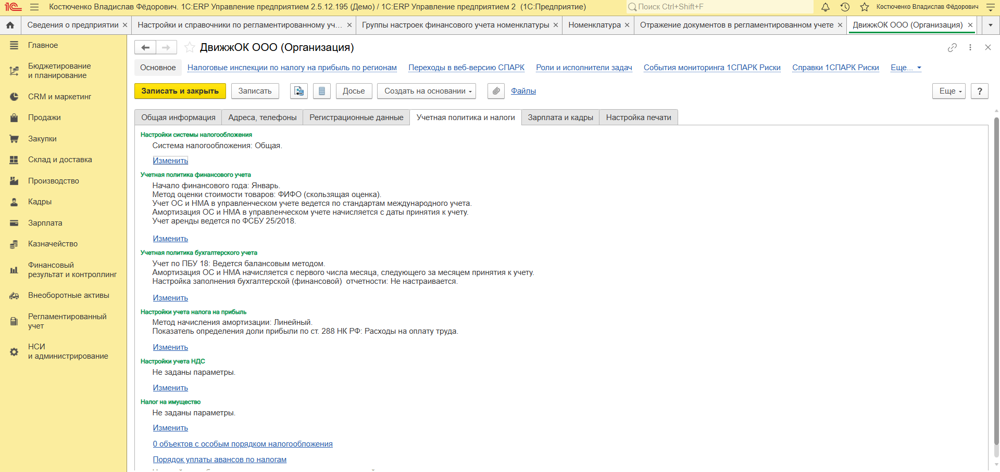 1С Костюченко Владислав Фёдорович. 1С:ERP Управление предприятием 2.5.12.195 (Демо) / 1С:ERP Управление предприятием 2 (1С:Предприятие) Поиск Ctrl+Shift+F Костюченко Владислав Фёдорович
Сведения о предприятии × Настройки и справочники по регламентированному уч... × Группы настроек финансового учета номенклатуры × Номенклатура × Отражение документов в регламентированном учете × ДвижжОК ООО (Организация) ×
Главное
Бюджетирование
и планирование
CRM и маркетинг
Продажи
Закупки
Склад и доставка
Производство
Кадры
Зарплата
Казначейство
Финансовый
результат и контроллинг
Внеоборотные активы
Регламентированный
учет
НСИ
и администрирование
ДвижжОК ООО (Организация)
Основное Налоговые инспекции по налогу на прибыль по регионам Переходы в веб-версию СПАРК Роли и исполнители задач События мониторинга 1СПАРК Риски Справки 1СПАРК Риски Еще...
Записать и закрыть Записать Досье Создать на основании Файлы Еще ?
Общая информация Адреса, телефоны Регистрационные данные Учетная политика и налоги Зарплата и кадры Настройка печати
Настройки системы налогообложения
Система налогообложения: Общая.
Изменить
Учетная политика финансового учета
Начало финансового года: Январь.
Метод оценки стоимости товаров: ФИФО (скользящая оценка).
Учет ОС и НМА в управленческом учете ведется по стандартам международного учета.
Амортизация ОС и НМА в управленческом учете начисляется с даты принятия к учету.
Учет аренды ведется по ФСБУ 25/2018.
Изменить
Учетная политика бухгалтерского учета
Учет по ПБУ 18: Ведется балансовым методом.
Амортизация ОС и НМА начисляется с первого числа месяца, следующего за месяцем принятия к учету.
Настройка заполнения бухгалтерской (финансовой) отчетности: Не настраивается.
Изменить
Настройки учета налога на прибыль
Метод начисления амортизации: Линейный.
Показатель определения доли прибыли по ст. 288 НК РФ: Расходы на оплату труда.
Изменить
Настройки учета НДС
Не заданы параметры.
Изменить
Налог на имущество
Не заданы параметры.
Изменить
0 объектов с особым порядком налогообложения
Порядок уплаты авансов по налогам